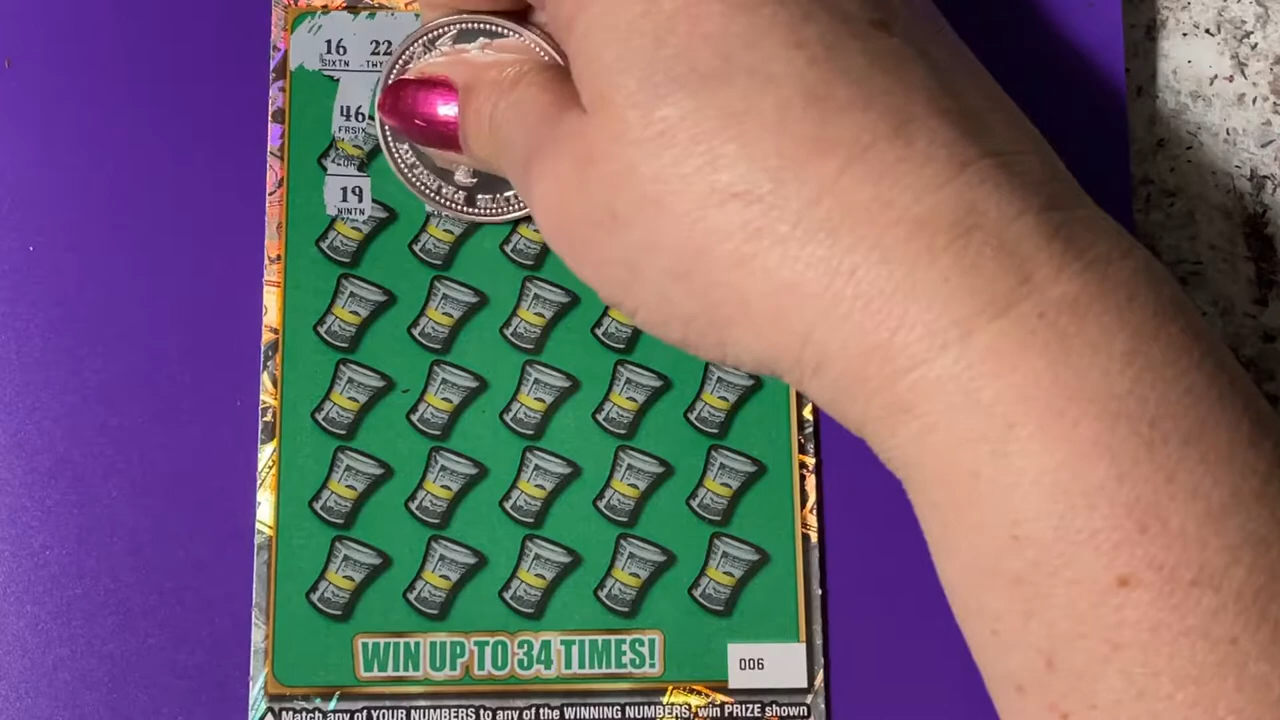 16 22
SIXTN
46
FRSIX
19
NINTN
WIN UP TO 34 TIMES!
006
Match any of YOUR NUMBERS to any of the WINNING NUMBERS, win PRIZE shown